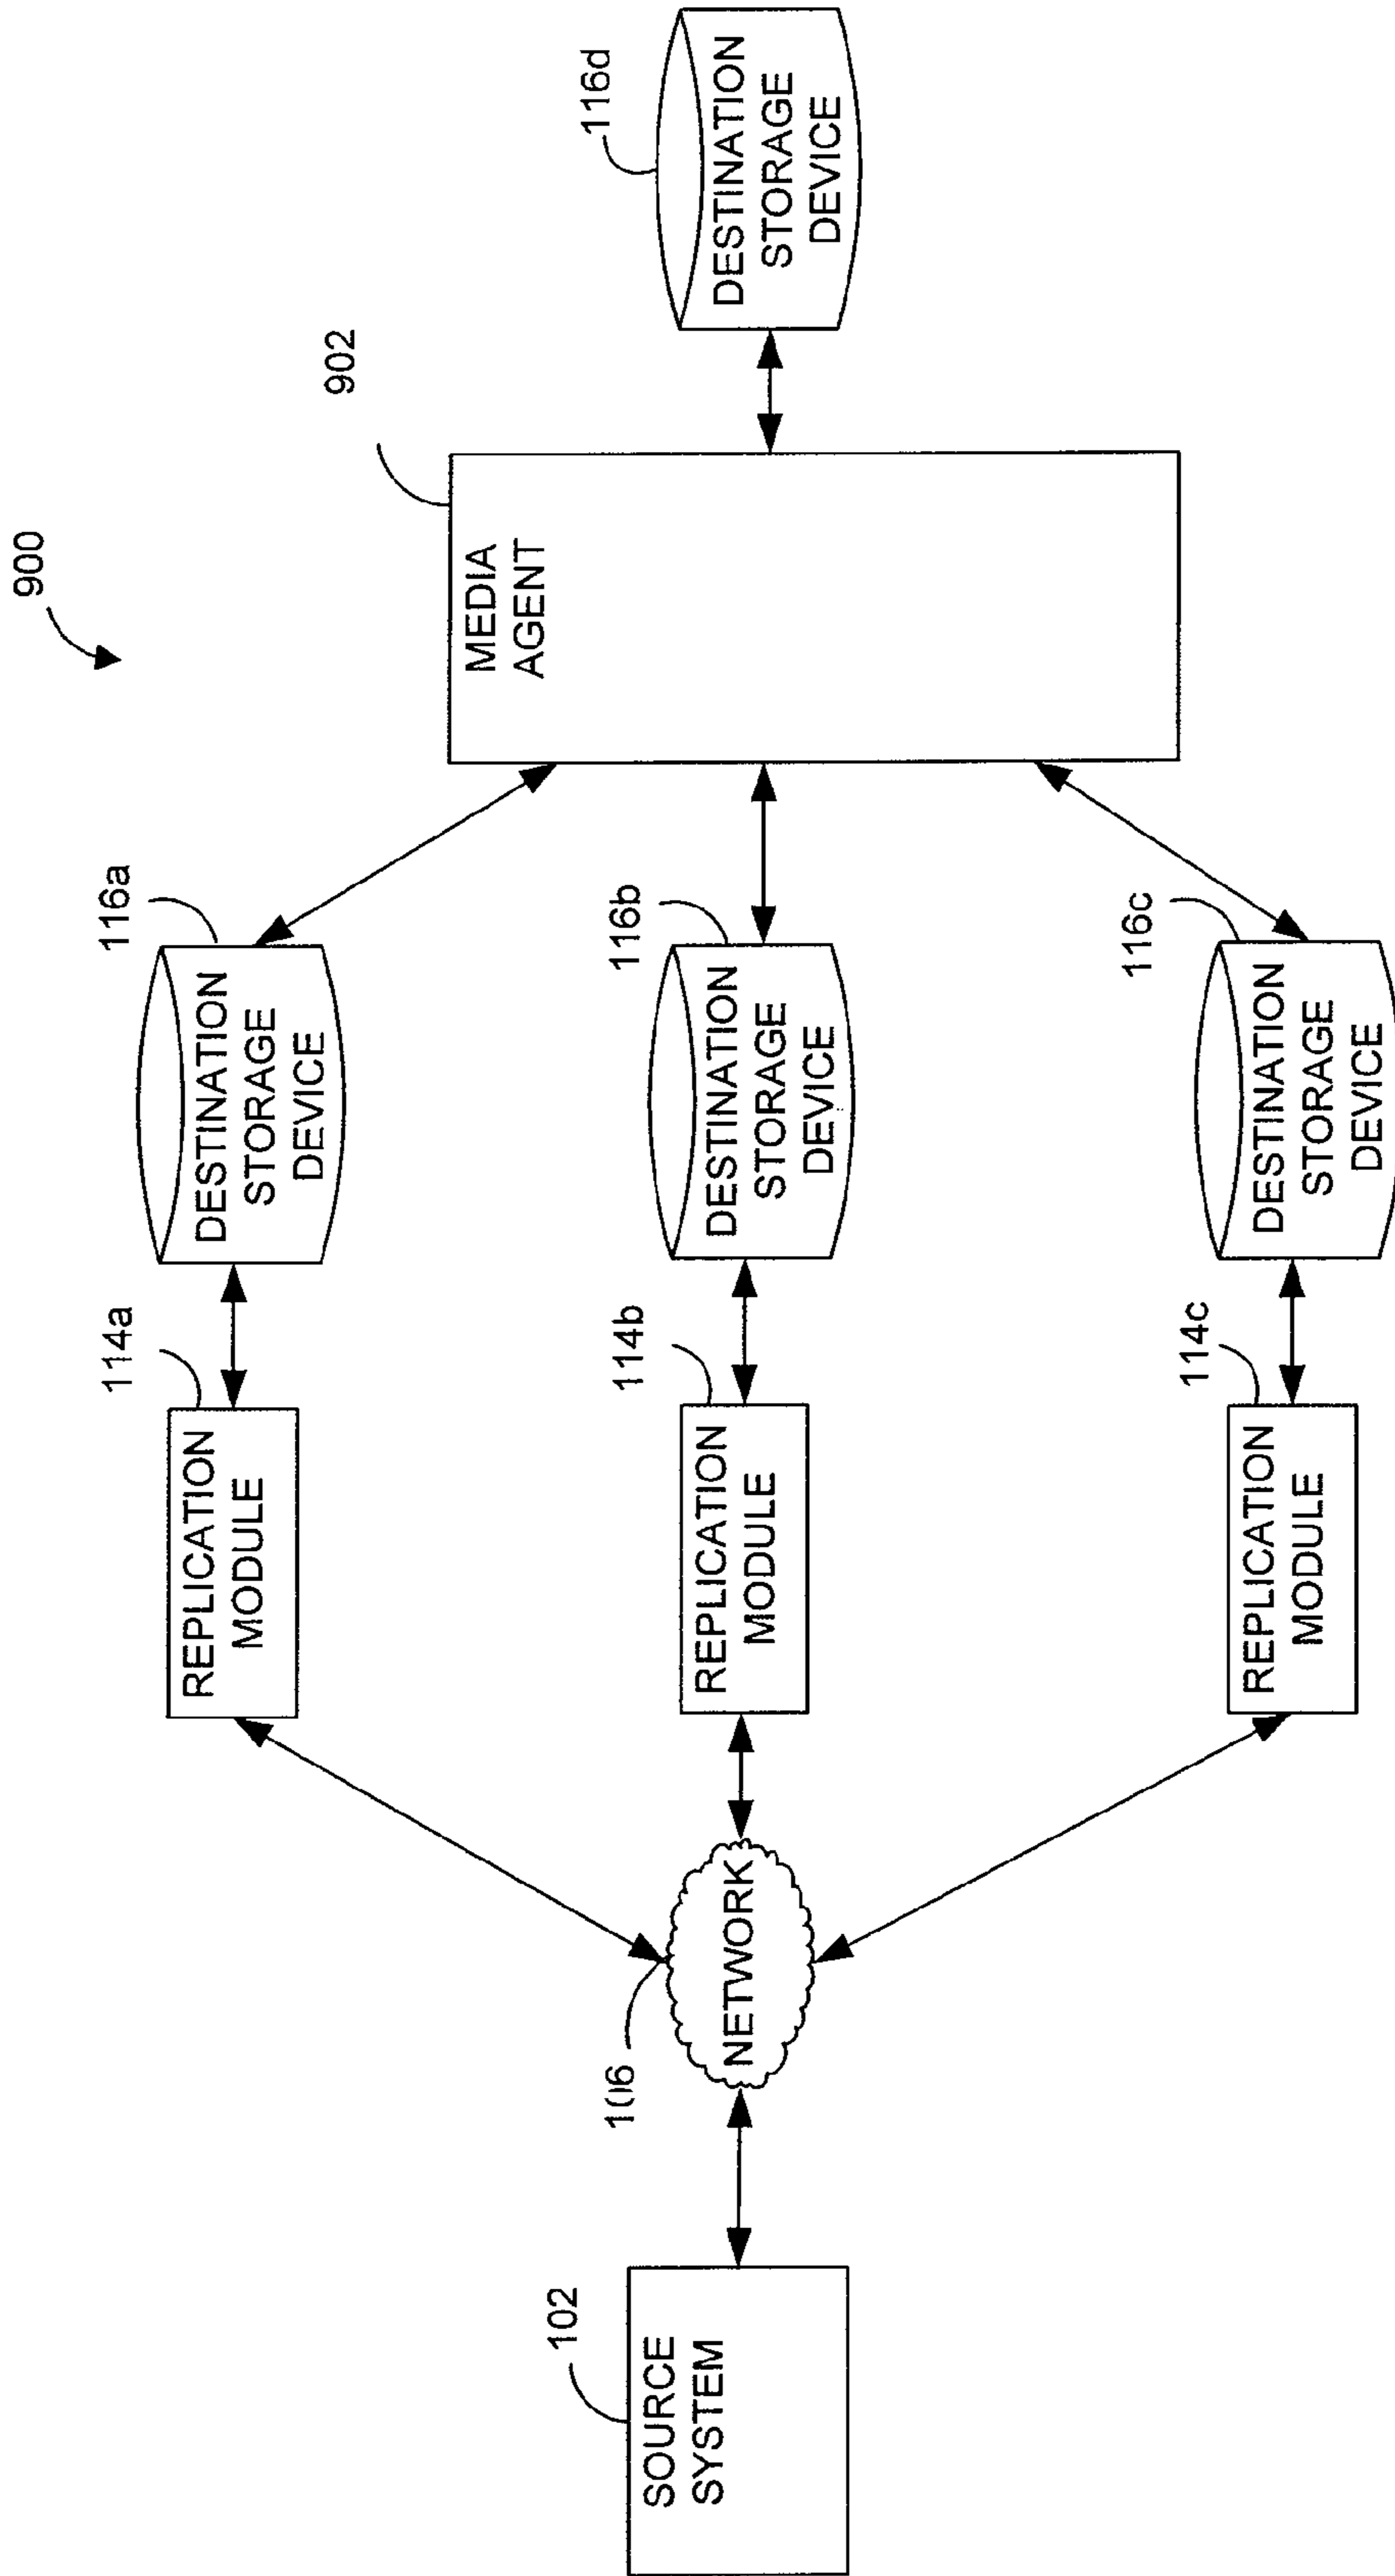 900
102
SOURCE
SYSTEM
106
NETWORK
114a
REPLICATION
MODULE
116a
DESTINATION
STORAGE
DEVICE
114b
REPLICATION
MODULE
116b
DESTINATION
STORAGE
DEVICE
114c
REPLICATION
MODULE
116c
DESTINATION
STORAGE
DEVICE
902
MEDIA
AGENT
116d
DESTINATION
STORAGE
DEVICE